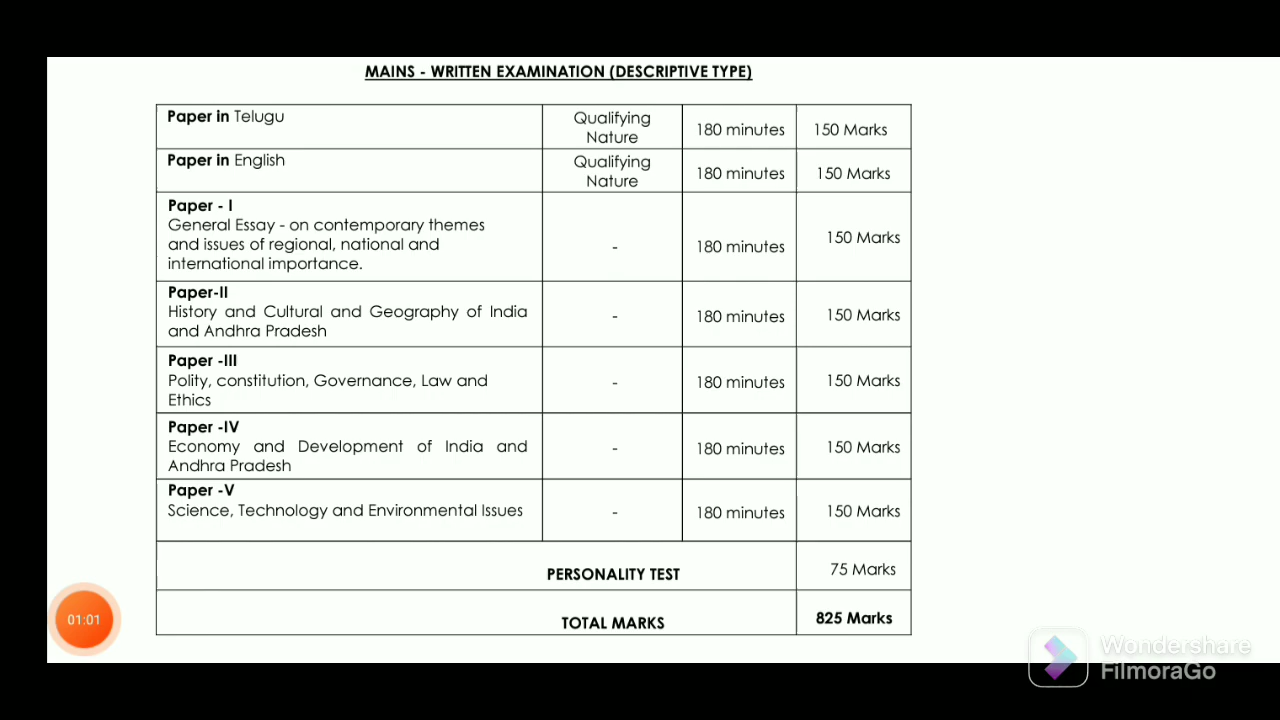 MAINS - WRITTEN EXAMINATION (DESCRIPTIVE TYPE)
Paper in Telugu
Qualifying
Nature
180 minutes
150 Marks
Paper in English
Qualifying
Nature
180 minutes
150 Marks
Paper - I
General Essay - on contemporary themes
and issues of regional, national and
international importance.
-
180 minutes
150 Marks
Paper-II
History and Cultural and Geography of India
and Andhra Pradesh
-
180 minutes
150 Marks
Paper -III
Polity, constitution, Governance, Law and
Ethics
-
180 minutes
150 Marks
Paper -IV
Economy and Development of India and
Andhra Pradesh
-
180 minutes
150 Marks
Paper -V
Science, Technology and Environmental Issues
-
180 minutes
150 Marks
PERSONALITY TEST
75 Marks
TOTAL MARKS
825 Marks
01:01
Wondershare
FilmoraGo